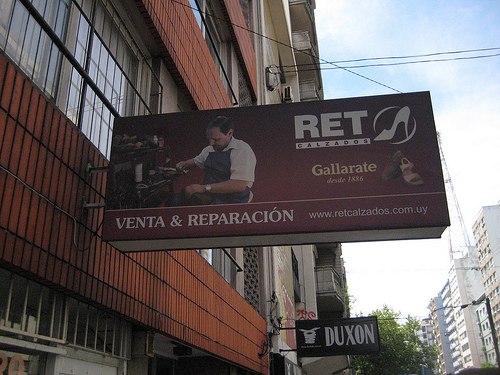 RET
CALZADOS
Gallarate
desde 1886
VENTA & REPARACIÓN
www.retcalzados.com.uy
DUXON